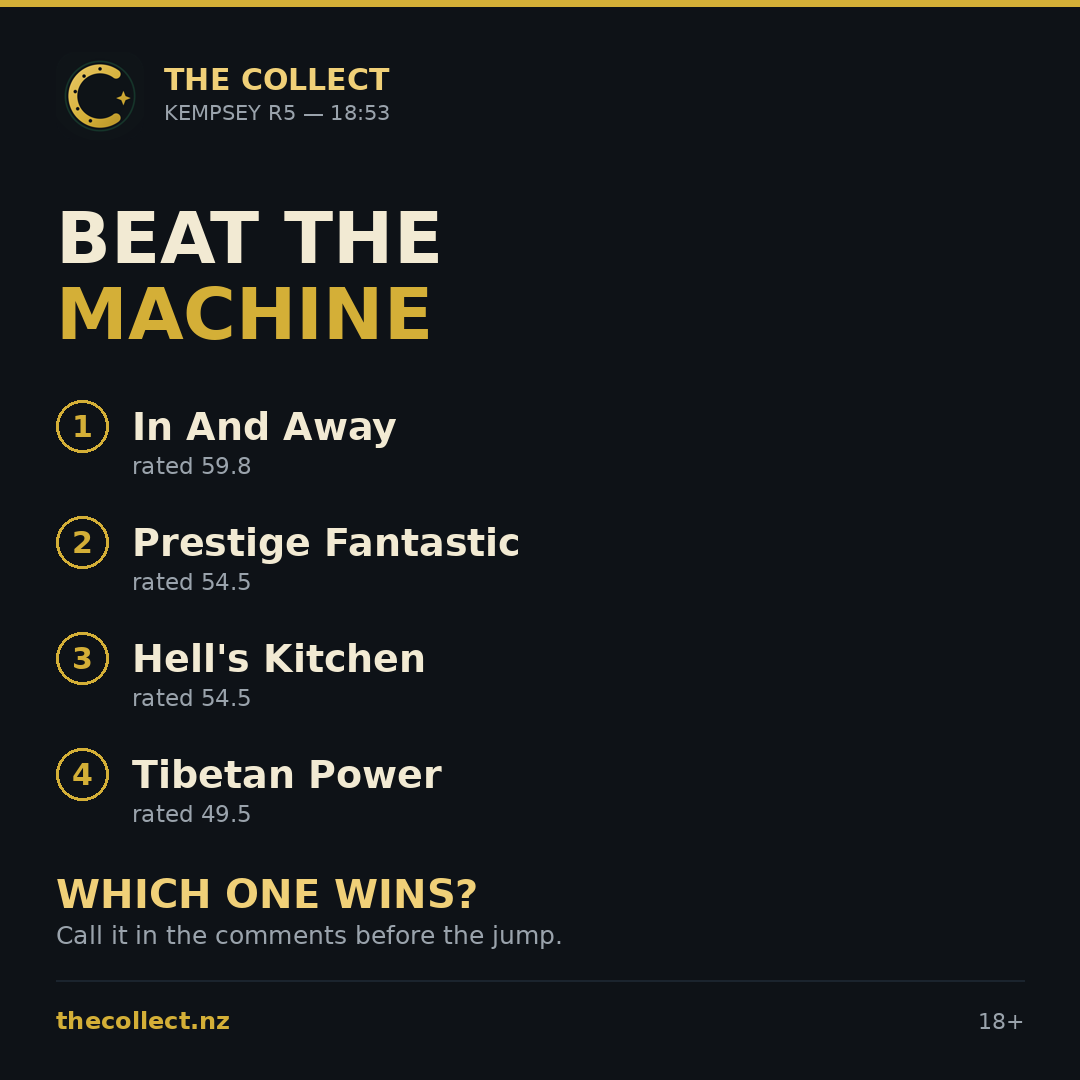 THE COLLECT
KEMPSEY R5 — 18:53
BEAT THE
MACHINE
1 In And Away
rated 59.8
2 Prestige Fantastic
rated 54.5
3 Hell's Kitchen
rated 54.5
4 Tibetan Power
rated 49.5
WHICH ONE WINS?
Call it in the comments before the jump.
thecollect.nz 18+